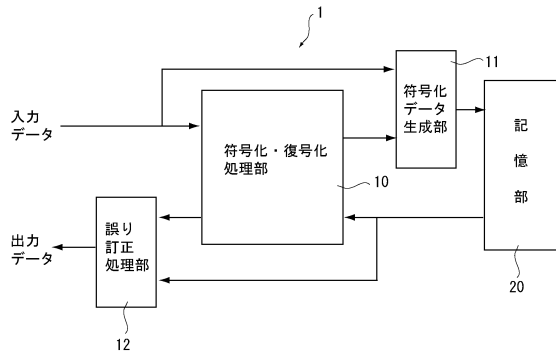 1
11
符号化
データ
生成部
入力
データ
符号化・復号化
処理部
記
憶
部
10
出力
データ
誤り
訂正
処理部
20
12